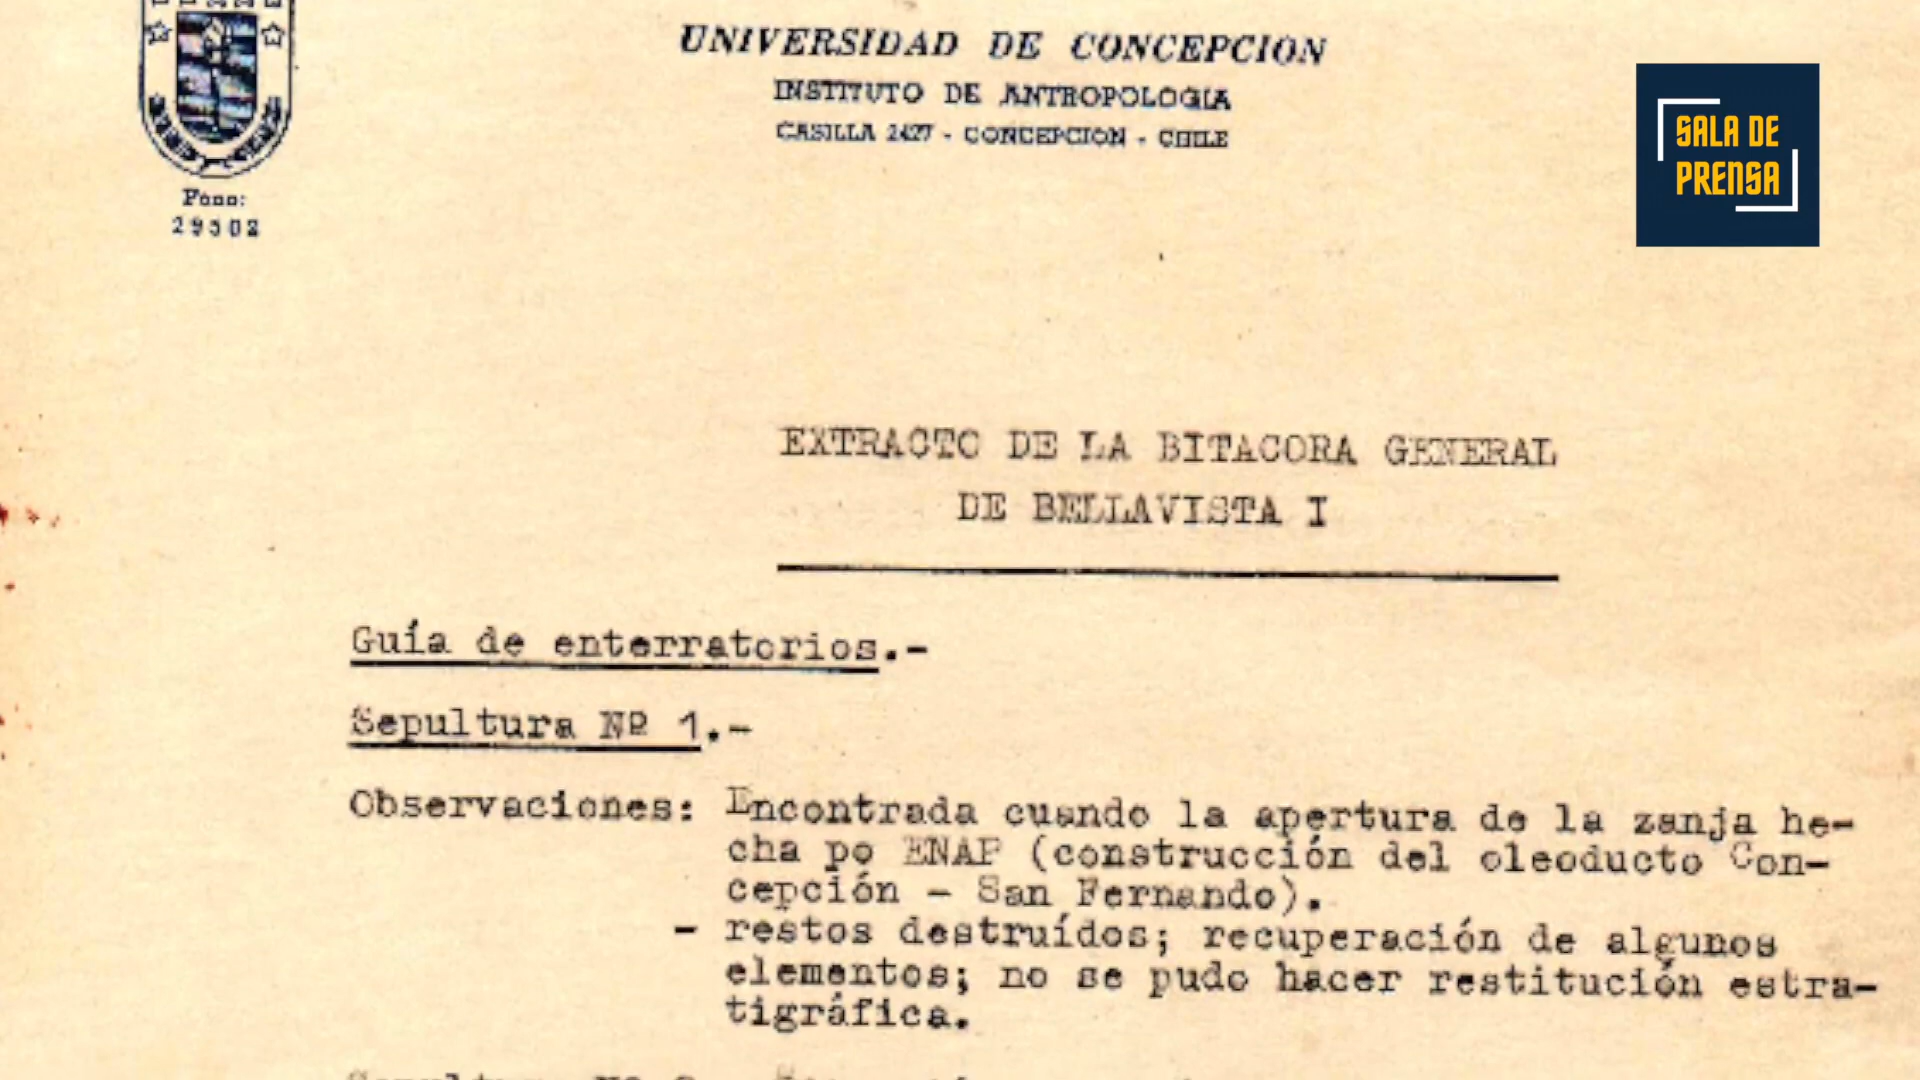 UNIVERSIDAD DE CONCEPCION
INSTITUTO DE ANTROPOLOGIA
CASILLA 2427 - CONCEPCION - CHILE
Fono:
29502
SALA DE
PRENSA
EXTRACTO DE LA BITACORA GENERAL
DE BELLAVISTA I
Guía de enterratorios.-
Sepultura Nº 1.-
Observaciones: Encontrada cuando la apertura de la zanja he-
cha po ENAP (construcción del oleoducto Con-
cepción - San Fernando).
- restos destruídos; recuperación de algunos
elementos; no se pudo hacer restitución estra-
tigráfica.